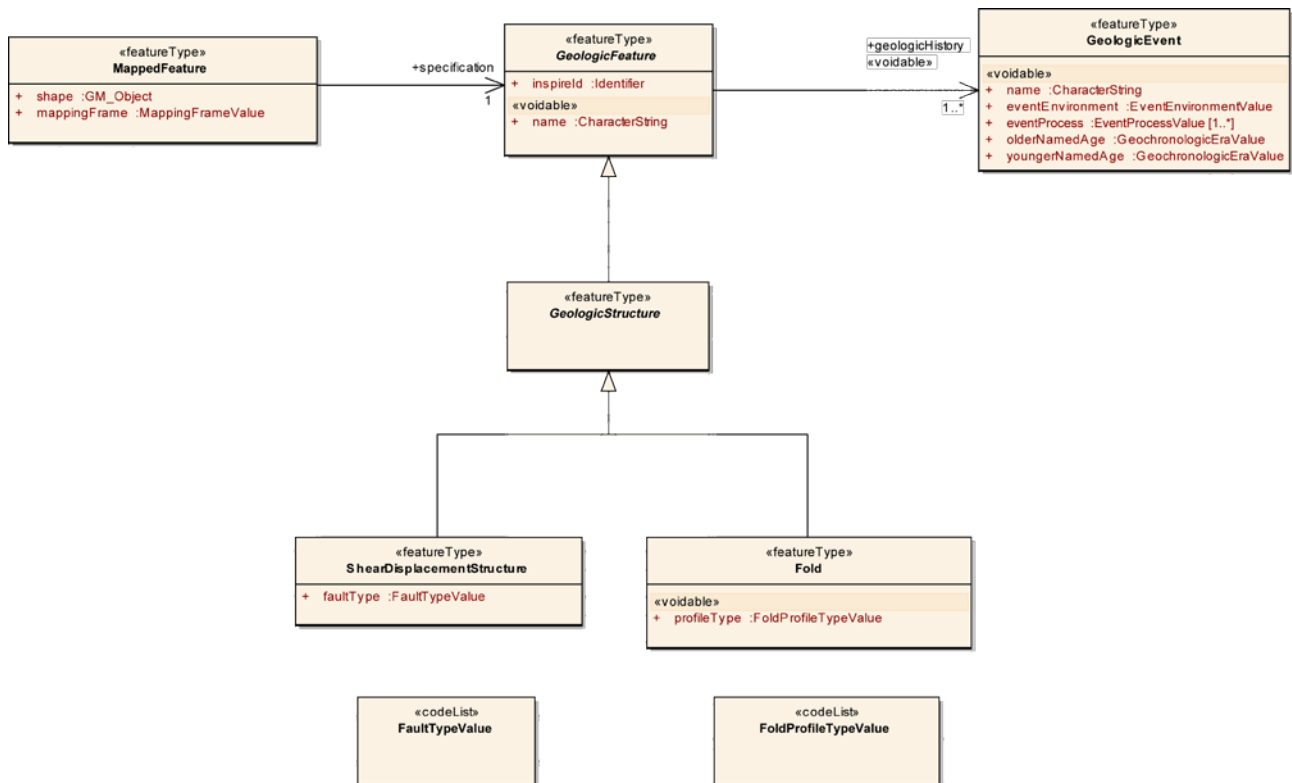 «featureType»
MappedFeature
+ shape :GM_Object
+ mappingFrame :MappingFrameValue
+specification
1
«featureType»
GeologicFeature
+ inspireId :Identifier
«voidable»
+ name :CharacterString
+geologicHistory
«voidable»
1..*
«featureType»
GeologicEvent
«voidable»
+ name :CharacterString
+ eventEnvironment :EventEnvironmentValue
+ eventProcess :EventProcessValue [1..*]
+ olderNamedAge :GeochronologicEraValue
+ youngerNamedAge :GeochronologicEraValue
«featureType»
GeologicStructure
«featureType»
ShearDisplacementStructure
+ faultType :FaultTypeValue
«featureType»
Fold
«voidable»
+ profileType :FoldProfileTypeValue
«codeList»
FaultTypeValue
«codeList»
FoldProfileTypeValue